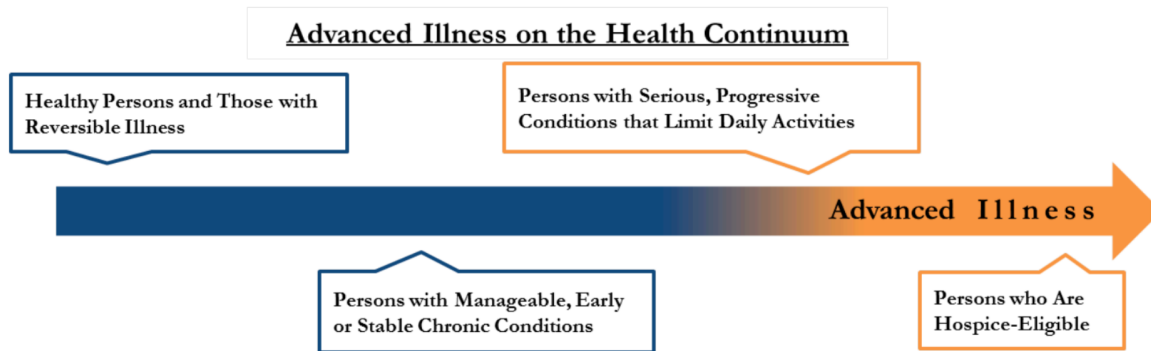 Advanced Illness on the Health Continuum
Healthy Persons and Those with
Reversible Illness
Persons with Serious, Progressive
Conditions that Limit Daily Activities
Advanced Illness
Persons with Manageable, Early
or Stable Chronic Conditions
Persons who Are
Hospice-Eligible